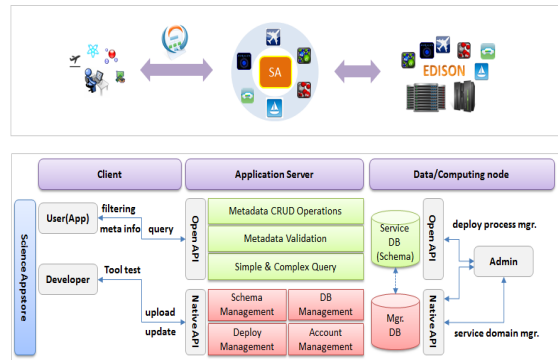 SA
EDISON
Client
Application Server
Data/Computing node
Science Appstore
User(App)
filtering
meta info
query
Open API
Metadata CRUD Operations
Metadata Validation
Simple & Complex Query
Service
DB
(Schema)
Open API
deploy process mgr.
Admin
Developer
Tool test
upload
update
Native API
Schema
Management
DB
Management
Deploy
Management
Account
Management
Mgr.
DB
Native API
service domain mgr.